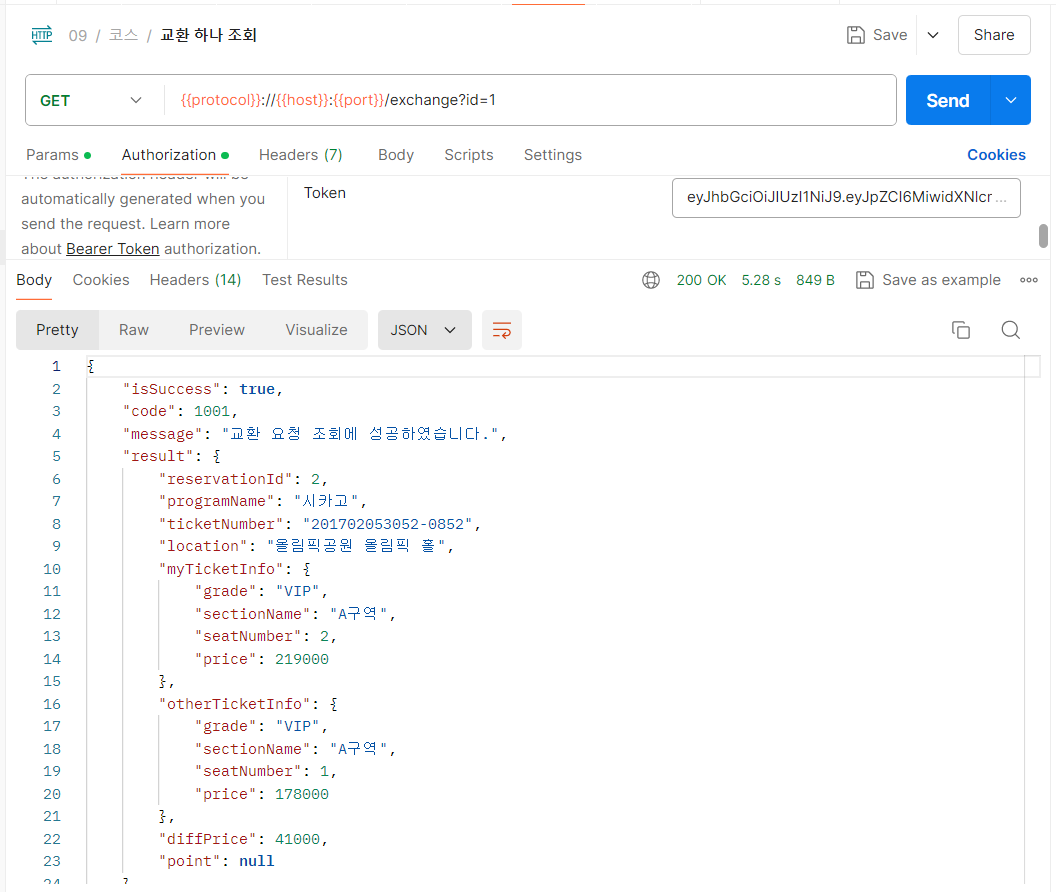 HTTP 09 / 코스 / 교환 하나 조회 Save Share
GET {{protocol}}://{{host}}:{{port}}/exchange?id=1 Send
Params Authorization Headers (7) Body Scripts Settings Cookies
The authorization header will be
automatically generated when you
send the request. Learn more
about Bearer Token authorization.
Token eyJhbGciOiJIUzI1NiJ9.eyJpZCI6MiwidXNlcr ...
Body Cookies Headers (14) Test Results 200 OK 5.28 s 849 B Save as example
Pretty Raw Preview Visualize JSON
1 {
2 "isSuccess": true,
3 "code": 1001,
4 "message": "교환 요청 조회에 성공하였습니다.",
5 "result": {
6 "reservationId": 2,
7 "programName": "시카고",
8 "ticketNumber": "201702053052-0852",
9 "location": "올림픽공원 올림픽 홀",
10 "myTicketInfo": {
11 "grade": "VIP",
12 "sectionName": "A구역",
13 "seatNumber": 2,
14 "price": 219000
15 },
16 "otherTicketInfo": {
17 "grade": "VIP",
18 "sectionName": "A구역",
19 "seatNumber": 1,
20 "price": 178000
21 },
22 "diffPrice": 41000,
23 "point": null
24 }